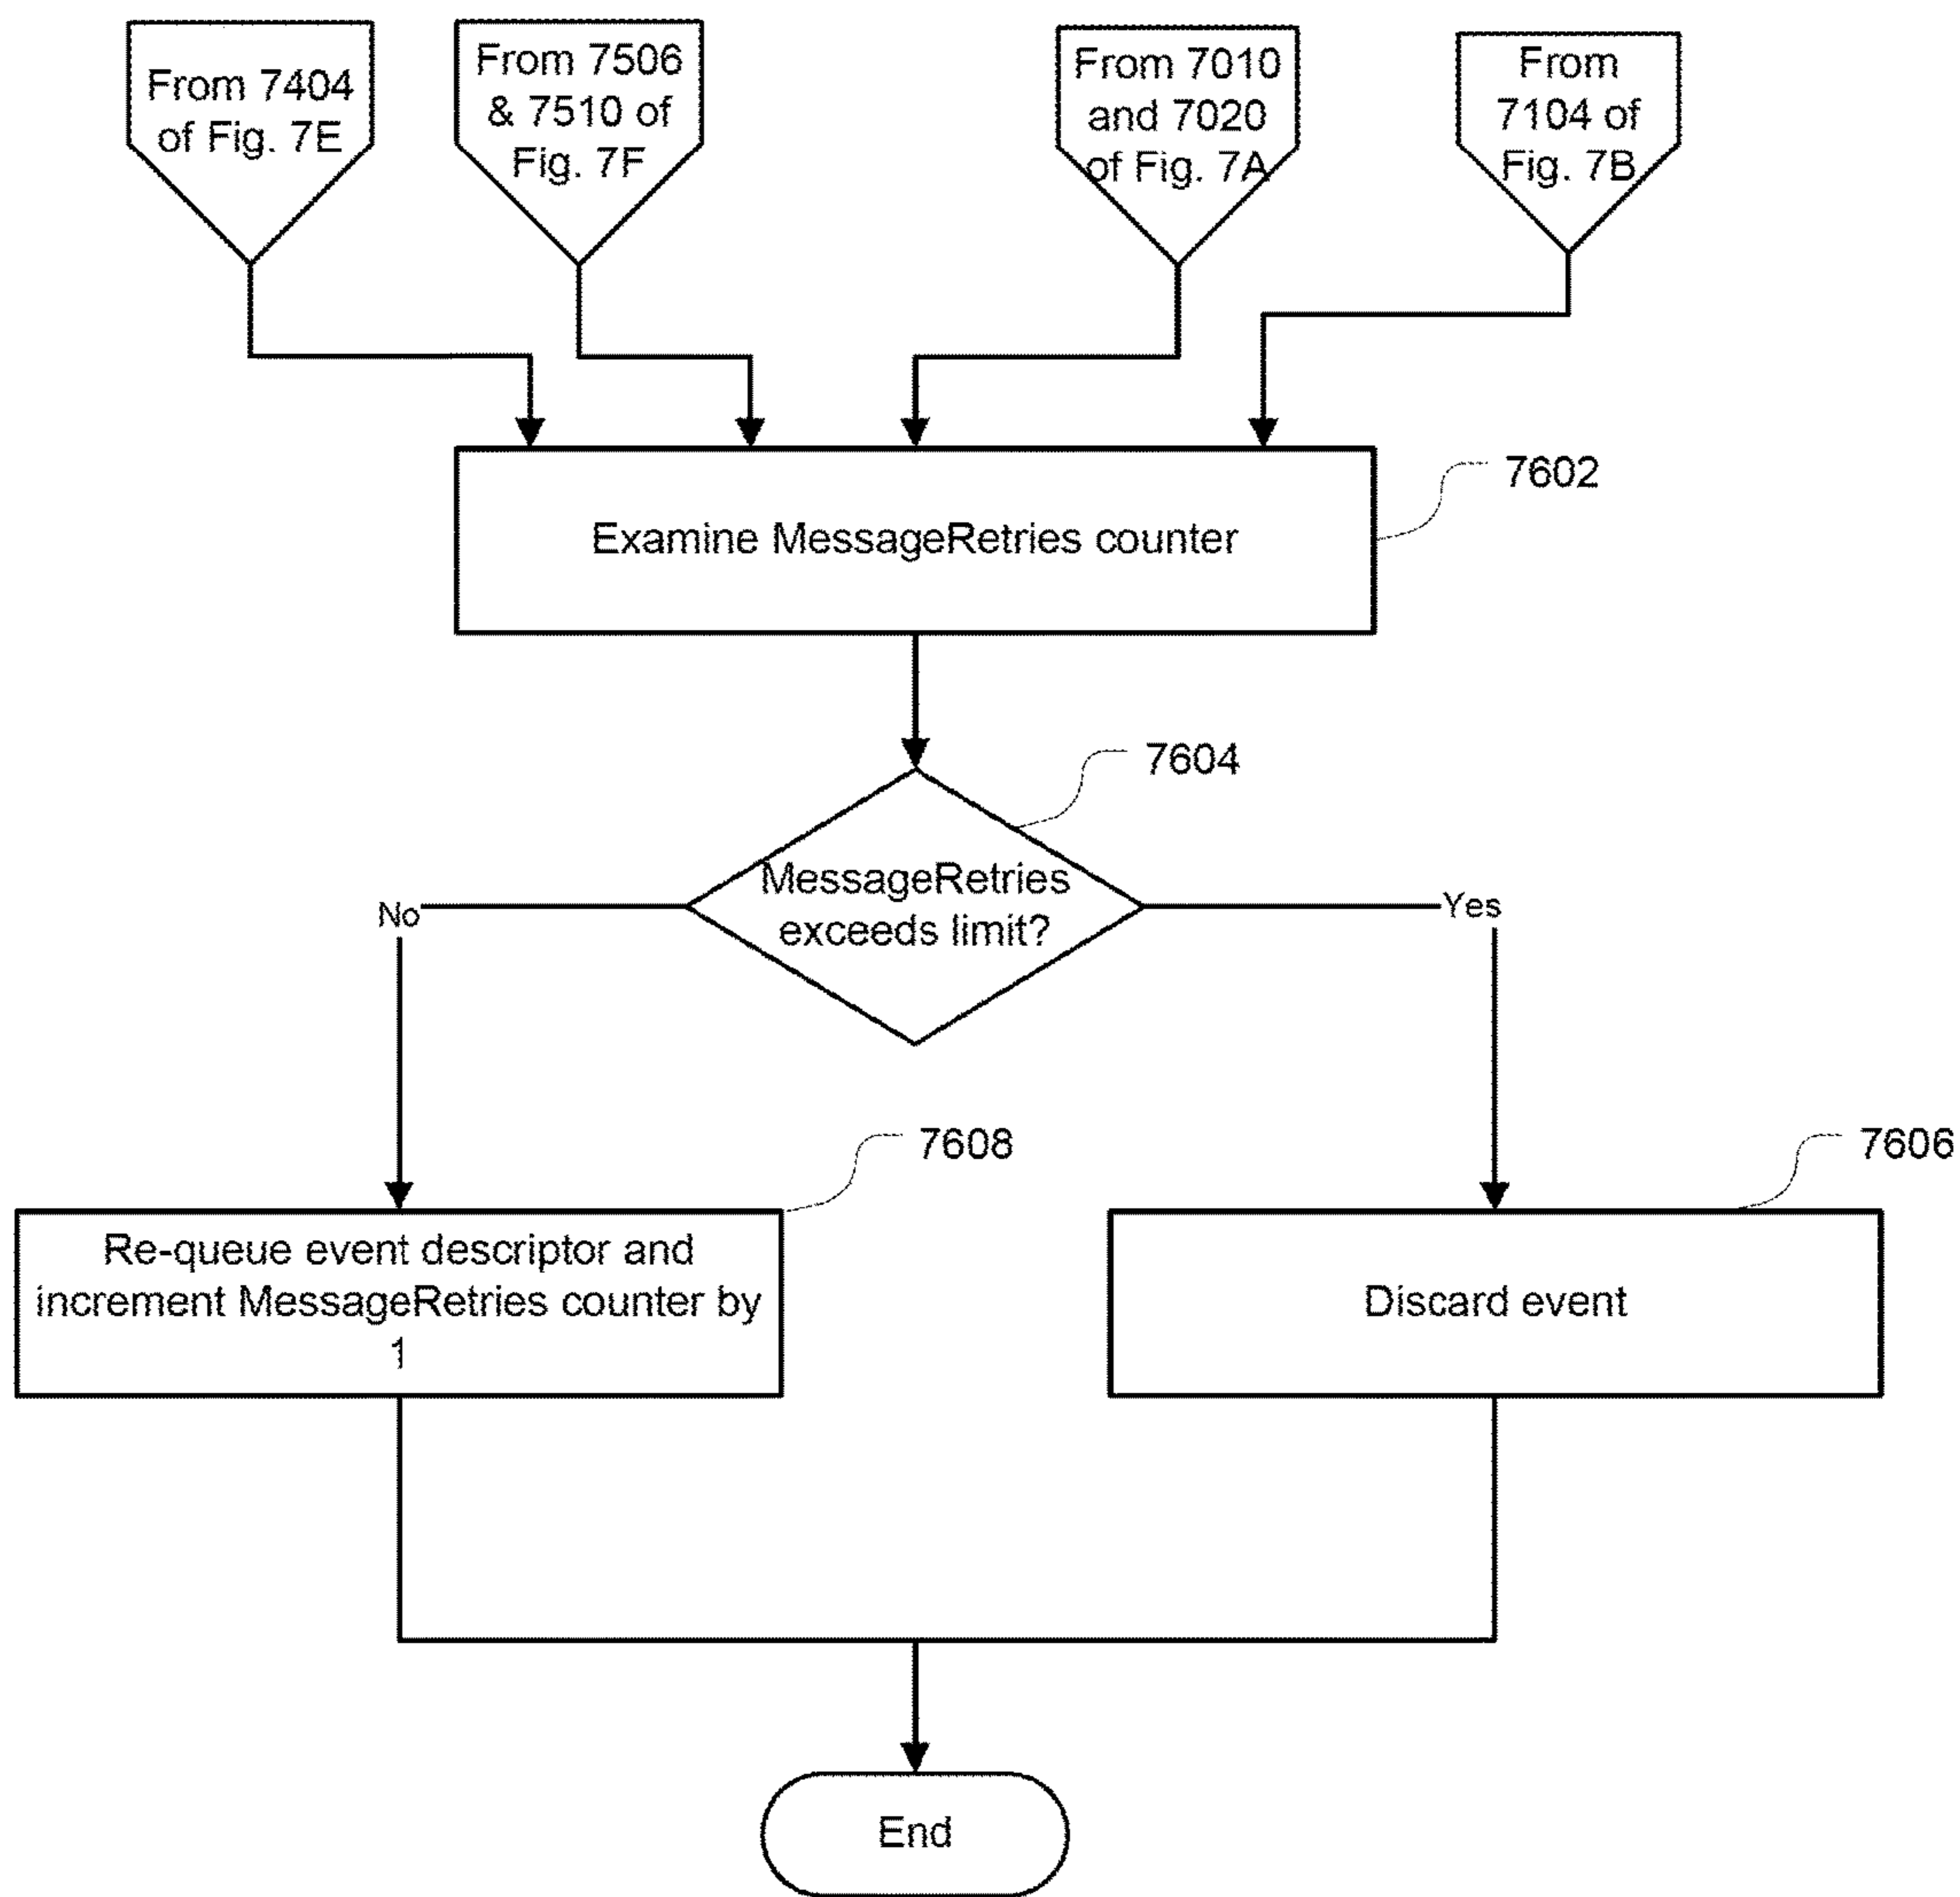 From 7404
of Fig. 7E
From 7506
& 7510 of
Fig. 7F
From 7010
and 7020
of Fig. 7A
From
7104 of
Fig. 7B
Examine MessageRetries counter
7602
7604
MessageRetries
exceeds limit?
No
Yes
7608
7606
Re-queue event descriptor and
increment MessageRetries counter by
1
Discard event
End